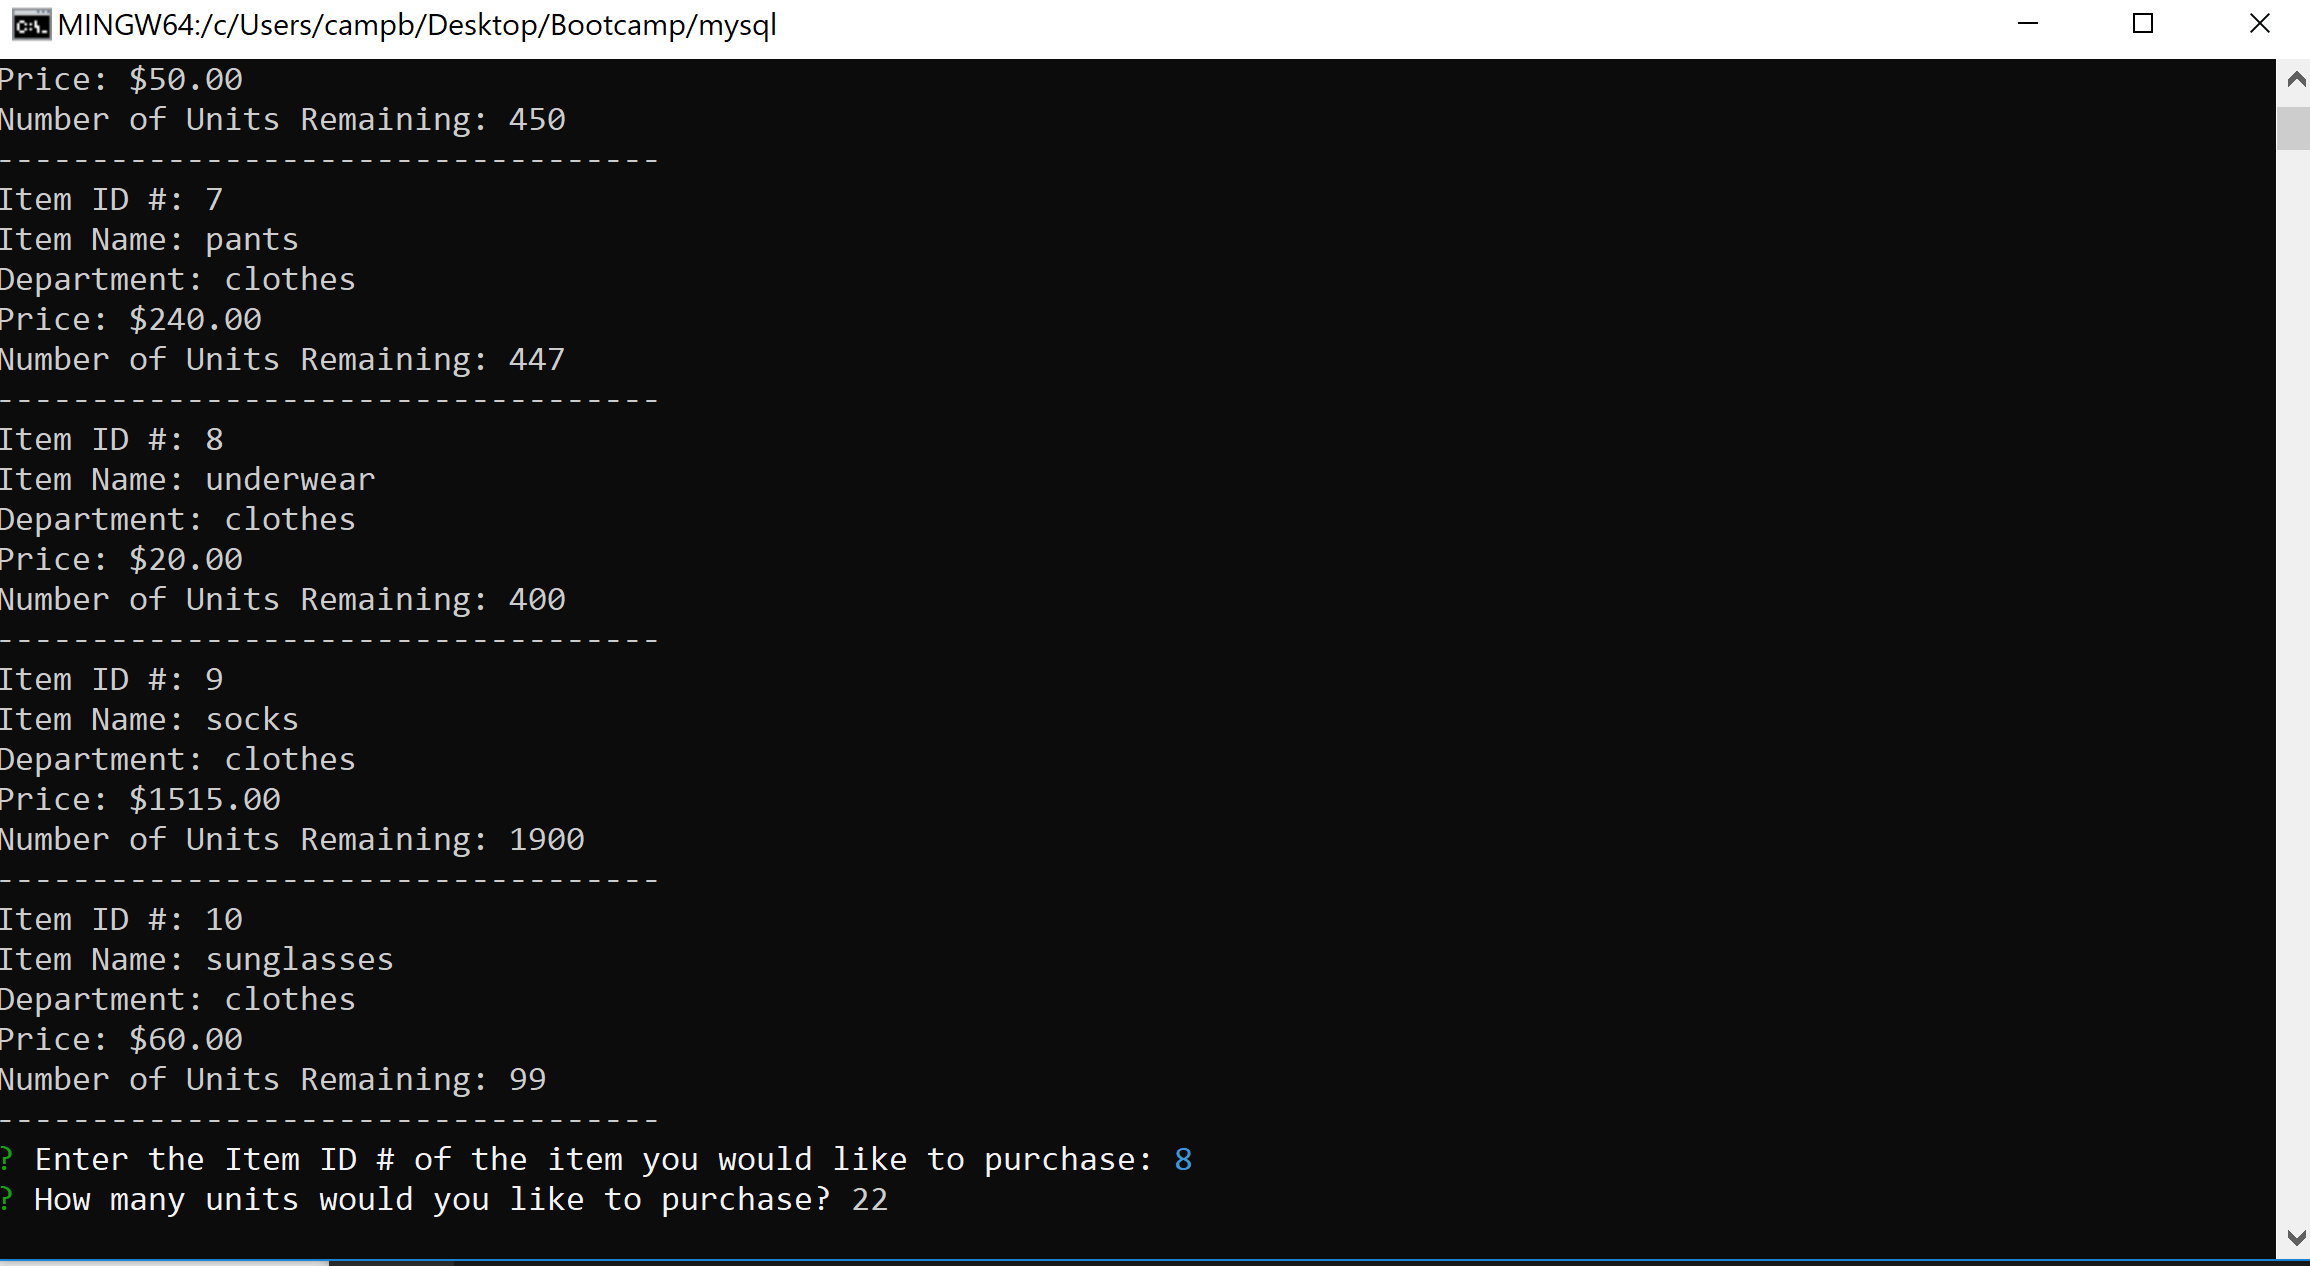 MINGW64:/c/Users/campb/Desktop/Bootcamp/mysql
Price: $50.00
Number of Units Remaining: 450
-----------------------------------
Item ID #: 7
Item Name: pants
Department: clothes
Price: $240.00
Number of Units Remaining: 447
-----------------------------------
Item ID #: 8
Item Name: underwear
Department: clothes
Price: $20.00
Number of Units Remaining: 400
-----------------------------------
Item ID #: 9
Item Name: socks
Department: clothes
Price: $1515.00
Number of Units Remaining: 1900
-----------------------------------
Item ID #: 10
Item Name: sunglasses
Department: clothes
Price: $60.00
Number of Units Remaining: 99
-----------------------------------
? Enter the Item ID # of the item you would like to purchase: 8
? How many units would you like to purchase? 22